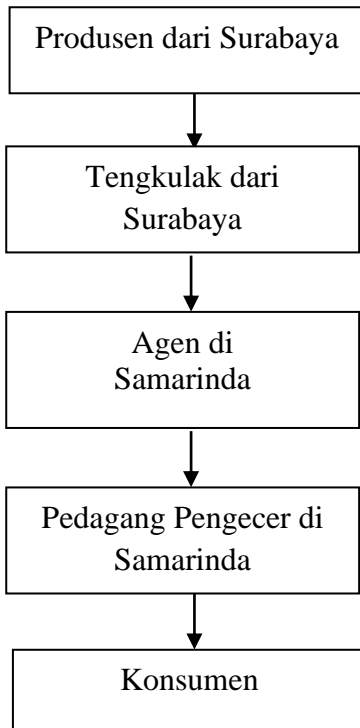 Produsen dari Surabaya
Tengkulak dari
Surabaya
Agen di
Samarinda
Pedagang Pengecer di
Samarinda
Konsumen